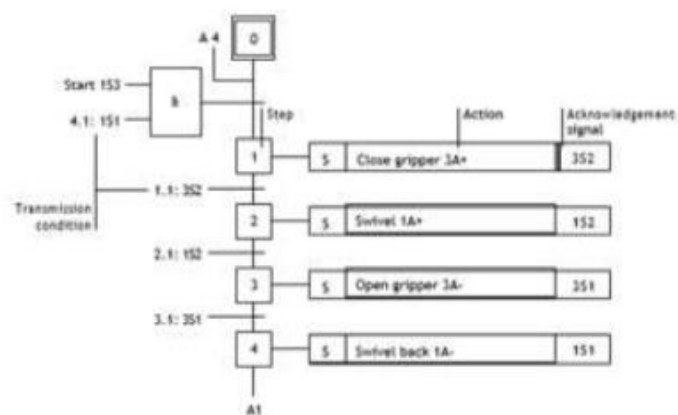 A 4
0
Start 1S3
&
4.1: 1S1
Step
Action
Acknowledgement
signal
1
S
Close gripper 3A+
3S2
1.1: 3S2
Transmission
condition
2
S
Swivel 1A+
1S2
2.1: 1S2
3
S
Open gripper 3A-
3S1
3.1: 3S1
4
S
Swivel back 1A-
1S1
A1